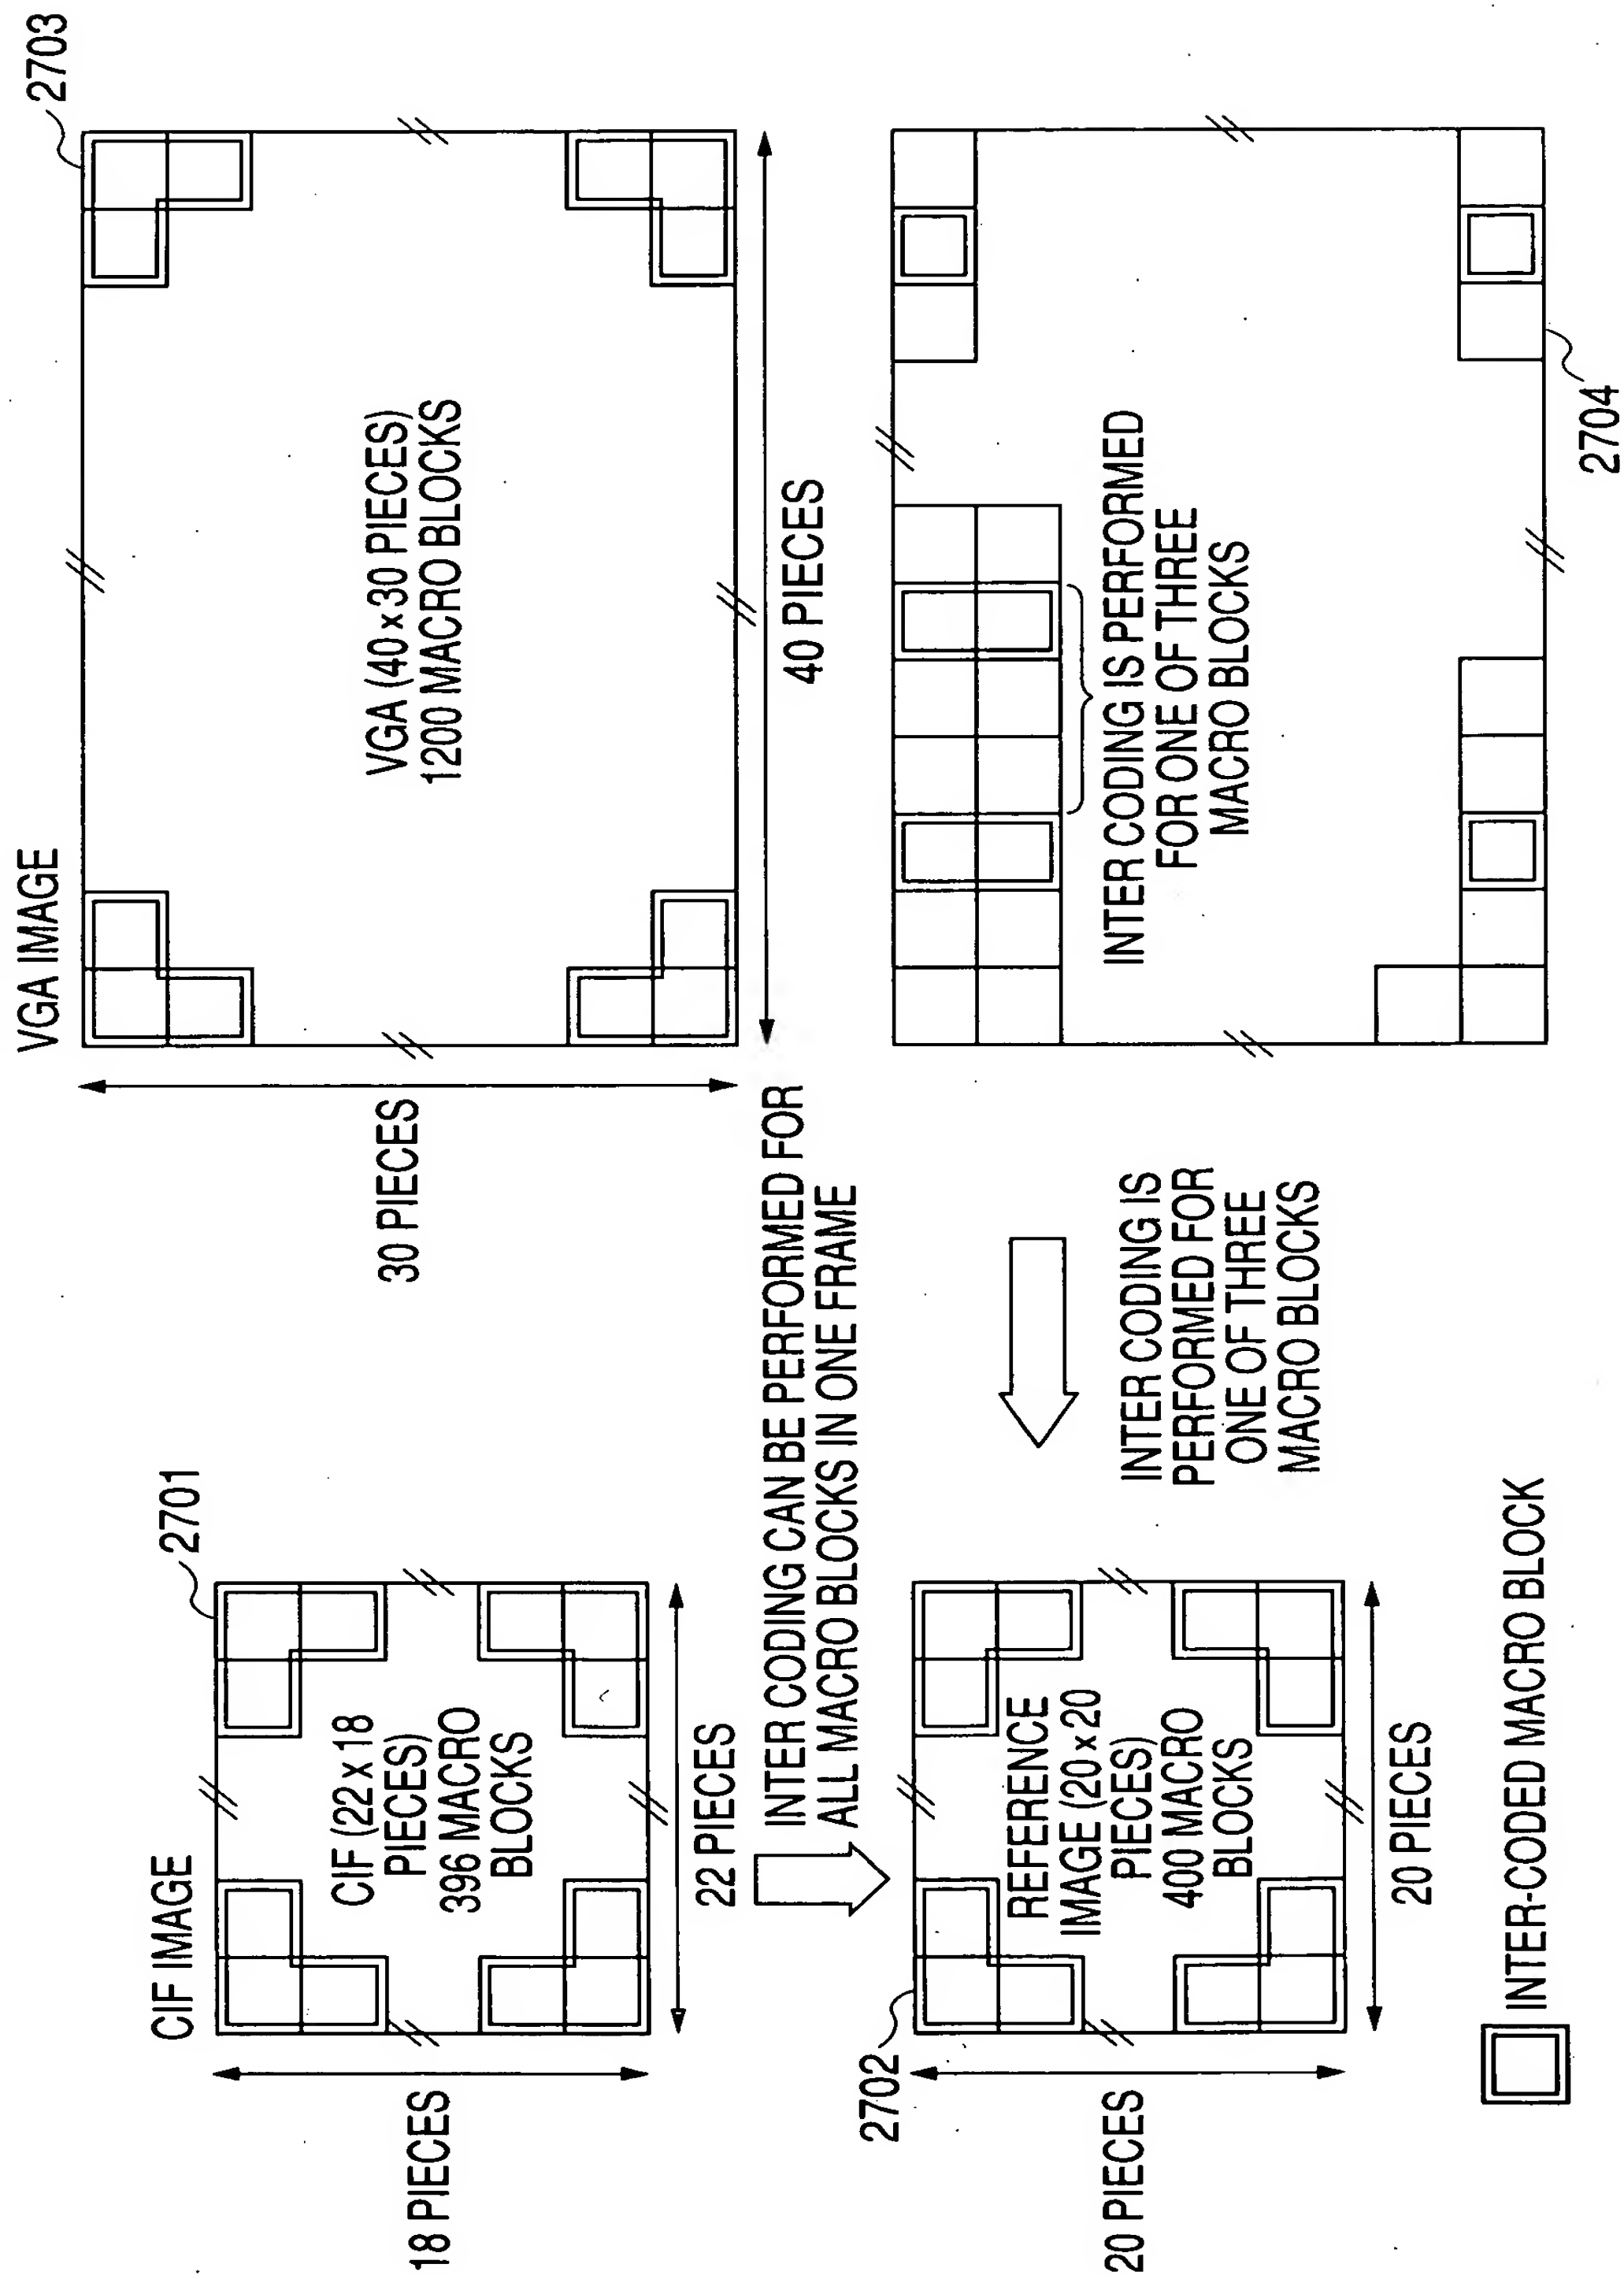 CIF IMAGE
2701
18 PIECES
CIF (22 x 18
PIECES)
396 MACRO
BLOCKS
22 PIECES
VGA IMAGE
2703
30 PIECES
VGA (40 x 30 PIECES)
1200 MACRO BLOCKS
40 PIECES
INTER CODING CAN BE PERFORMED FOR
ALL MACRO BLOCKS IN ONE FRAME
2702
20 PIECES
REFERENCE
IMAGE (20 x 20
PIECES)
400 MACRO
BLOCKS
20 PIECES
INTER CODING IS
PERFORMED FOR
ONE OF THREE
MACRO BLOCKS
INTER CODING IS PERFORMED
FOR ONE OF THREE
MACRO BLOCKS
2704
INTER-CODED MACRO BLOCK